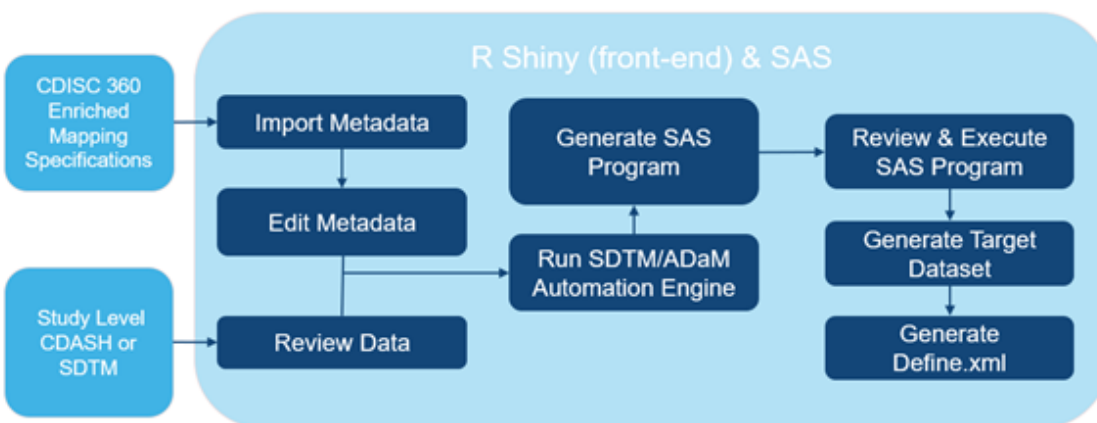 R Shiny (front-end) & SAS
CDISC 360
Enriched
Mapping
Specifications
Import Metadata
Edit Metadata
Study Level
CDASH or
SDTM
Review Data
Generate SAS
Program
Run SDTM/ADaM
Automation Engine
Review & Execute
SAS Program
Generate Target
Dataset
Generate
Define.xml